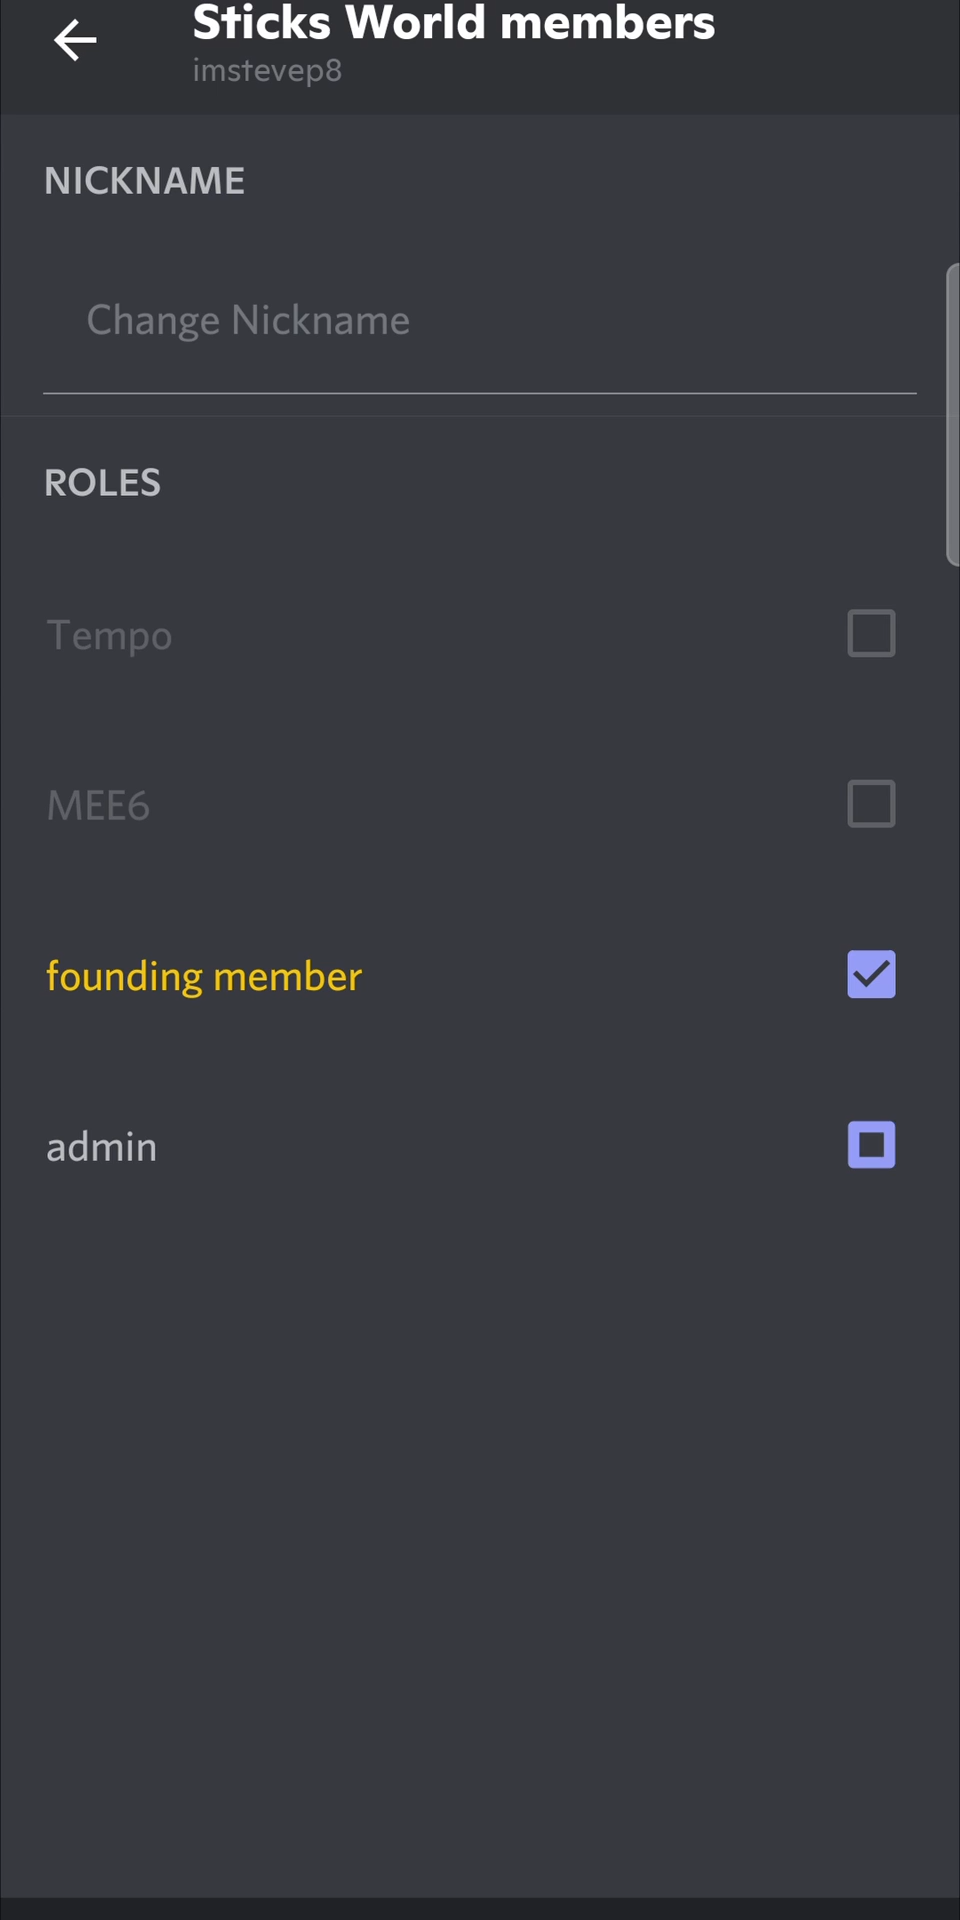 Sticks World members
imstevep8
NICKNAME
Change Nickname
ROLES
Tempo
MEE6
founding member
admin